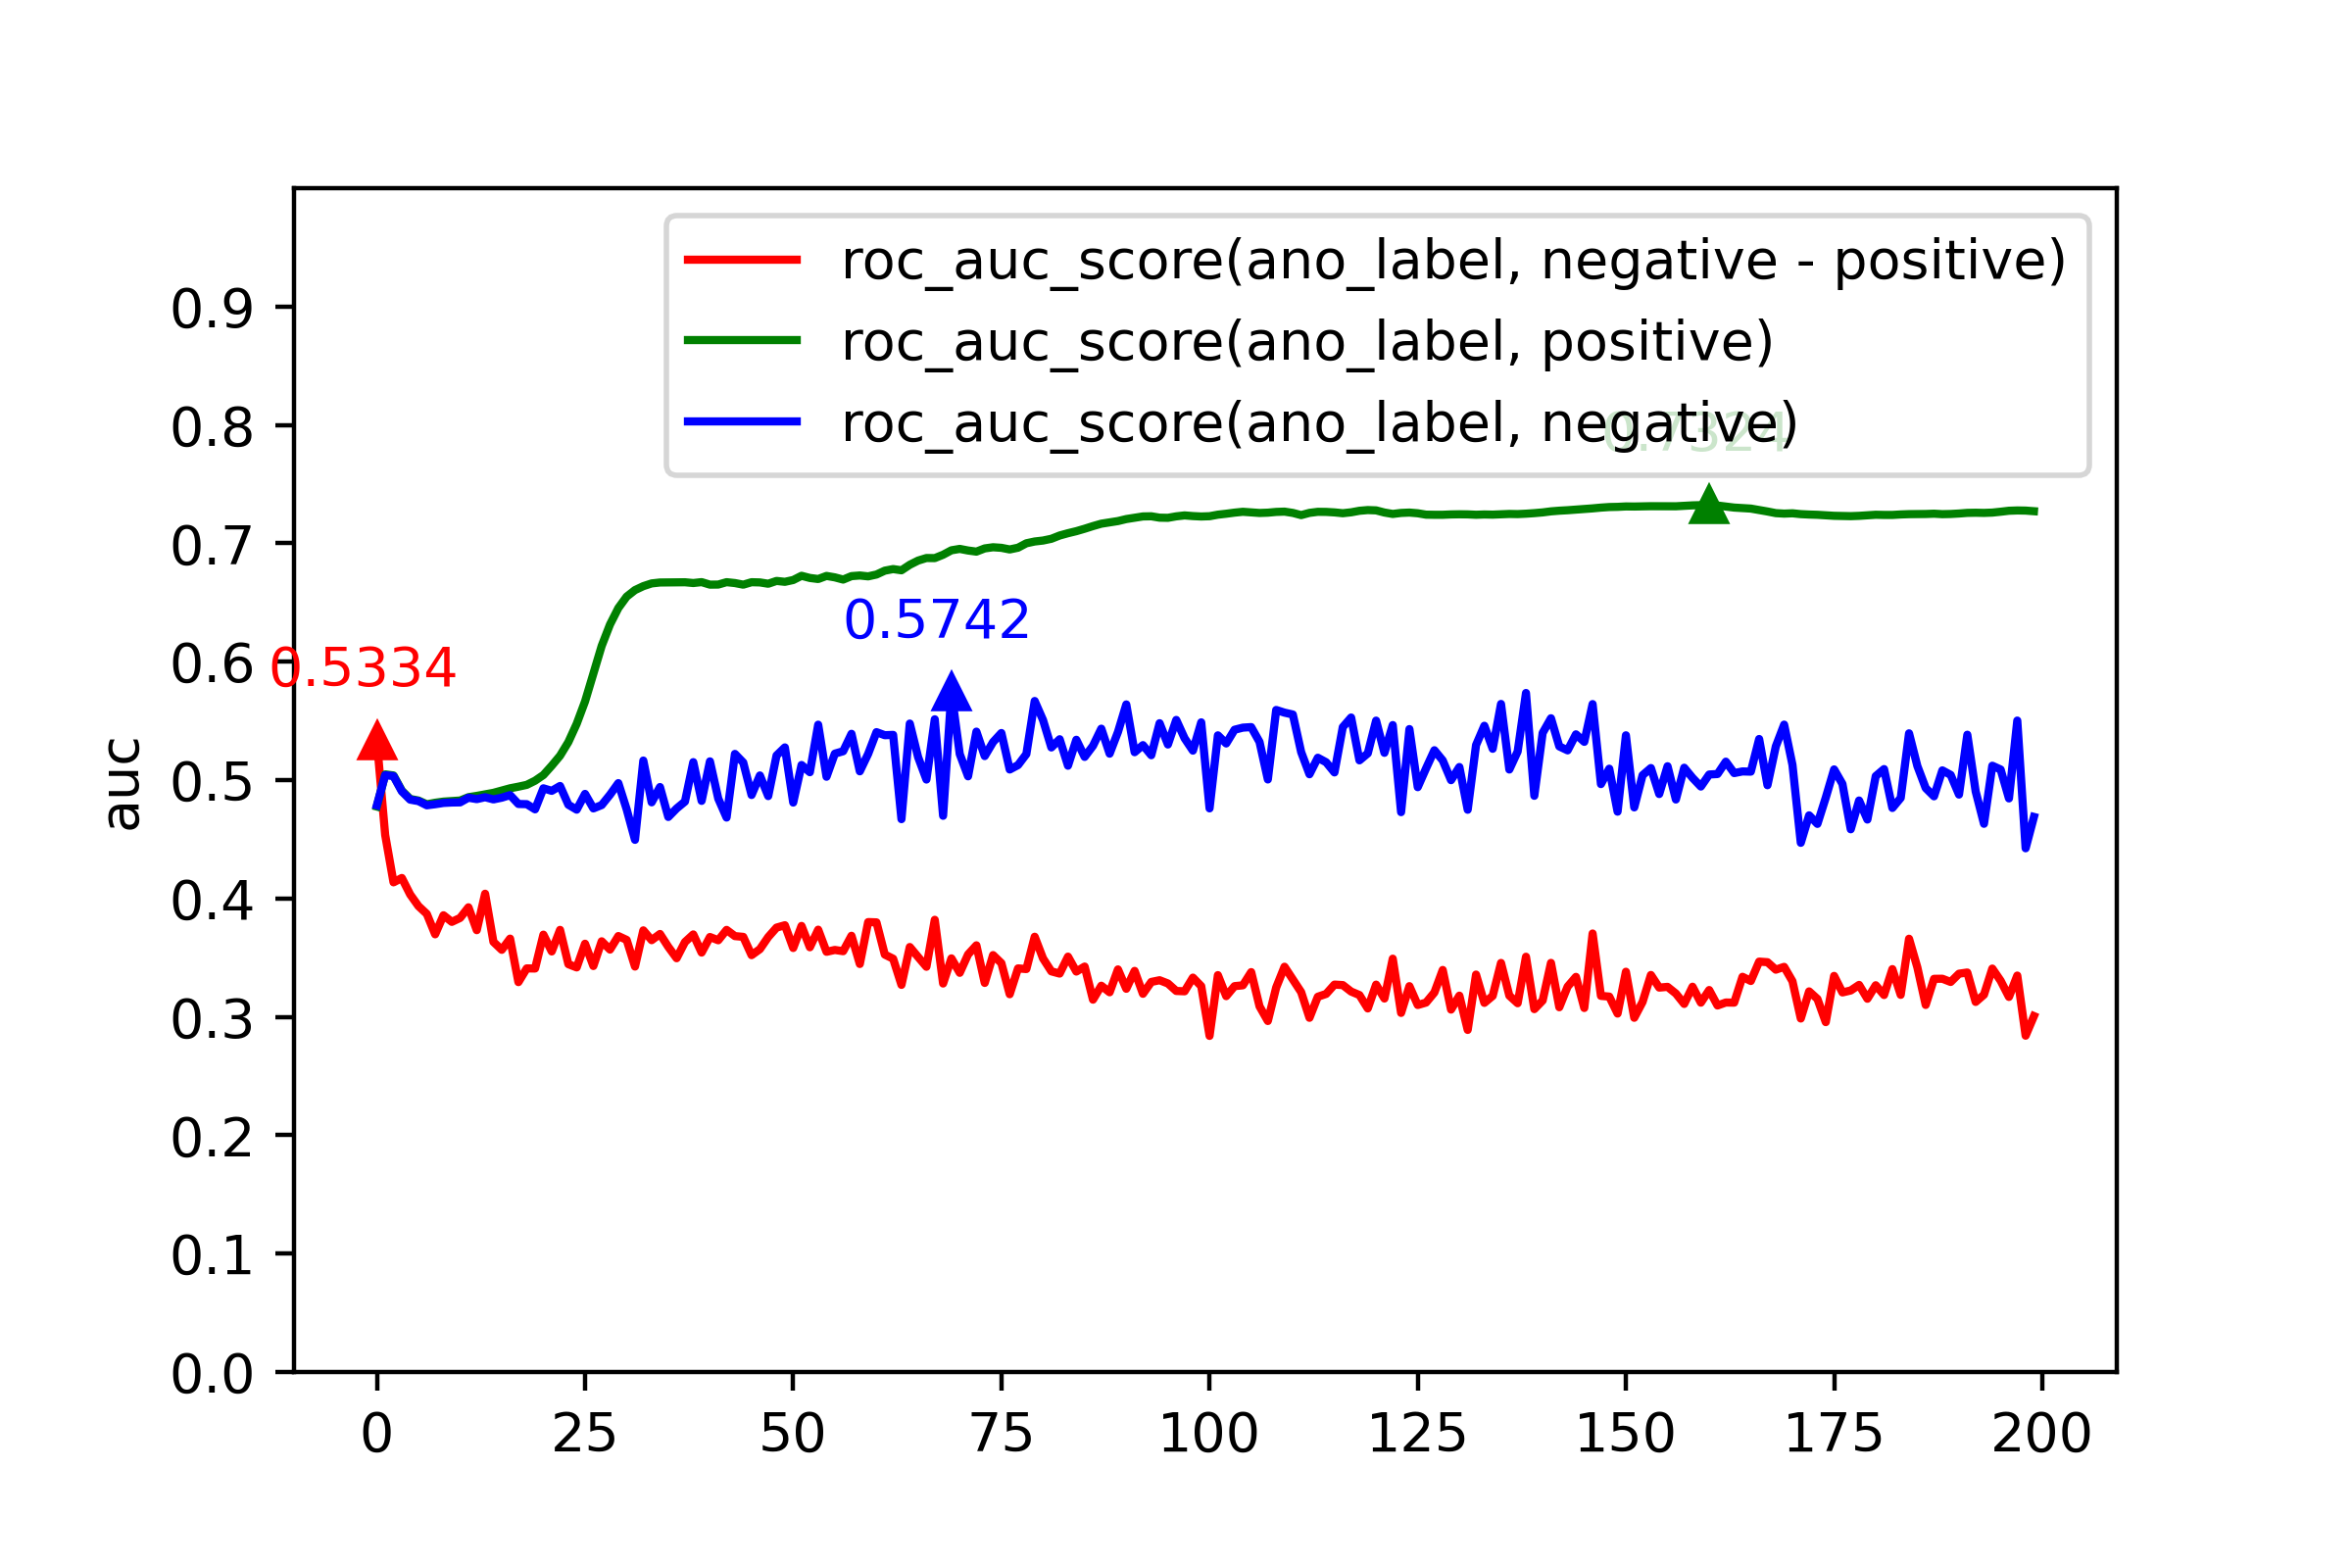 roc_auc_score(ano_label, negative - positive)
roc_auc_score(ano_label, positive)
roc_auc_score(ano_label, negative)
0.7324
0.5742
0.5334
auc
0.9
0.8
0.7
0.6
0.5
0.4
0.3
0.2
0.1
0.0
0 25 50 75 100 125 150 175 200